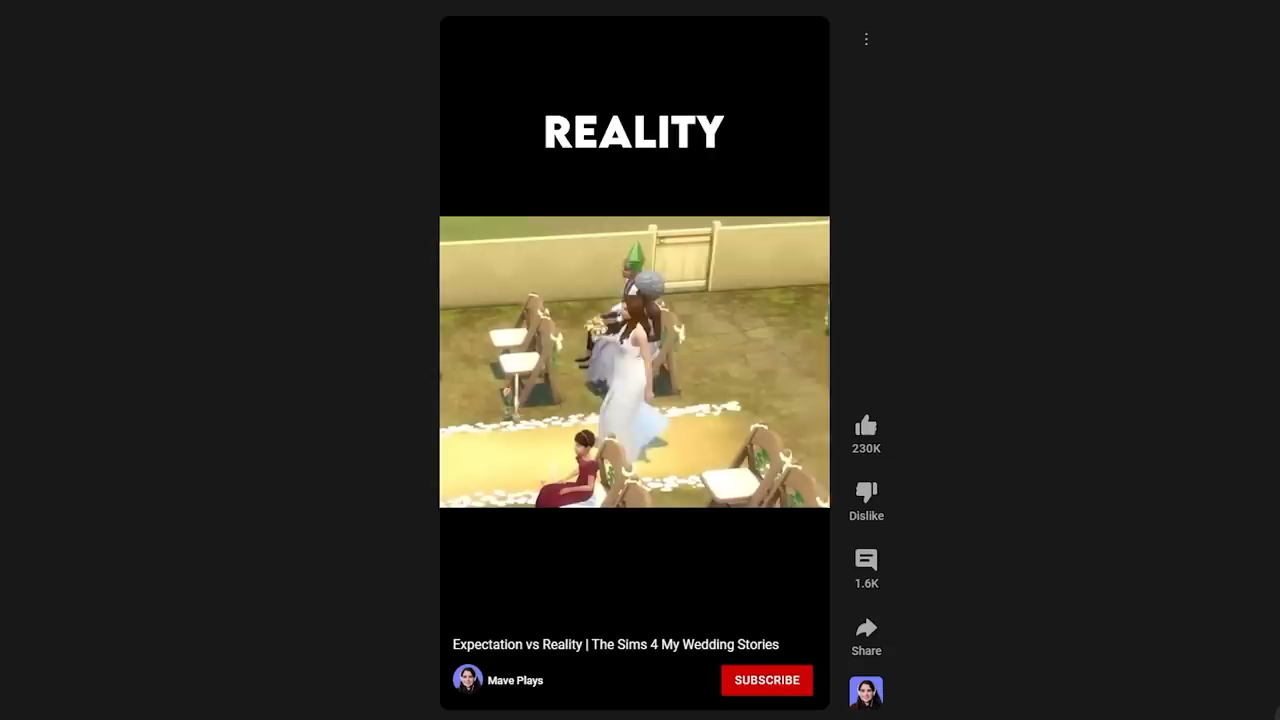 REALITY
230K
Dislike
1.6K
Share
Expectation vs Reality | The Sims 4 My Wedding Stories
Mave Plays
SUBSCRIBE